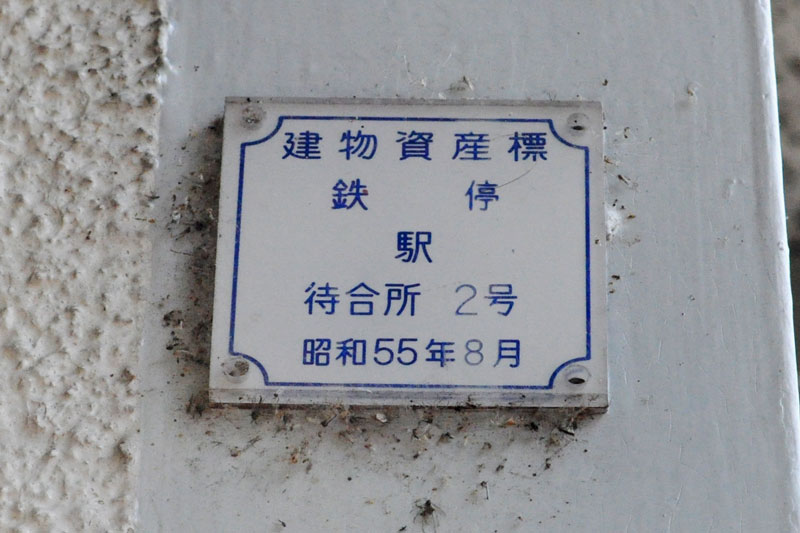 建物資産標
鉄 停
駅
待合所 2号
昭和55年8月